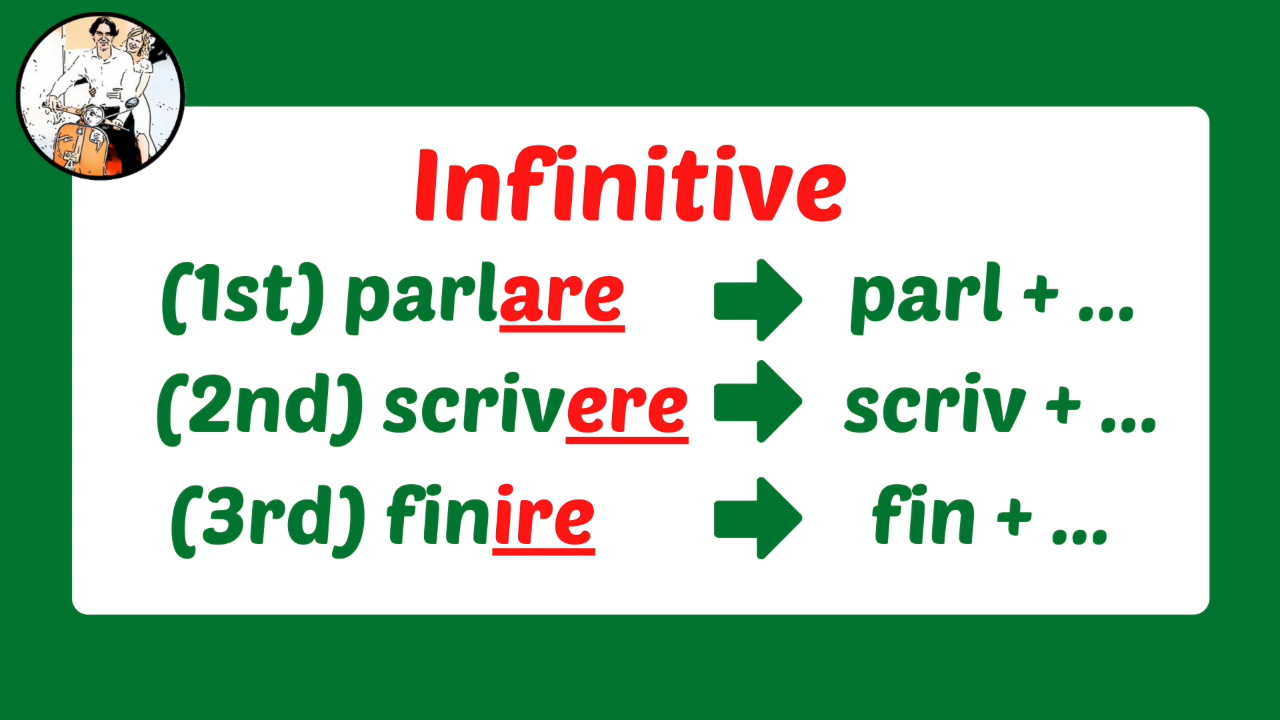 Infinitive
(1st) parlare parl + ...
(2nd) scrivere scriv + ...
(3rd) finire fin + ...